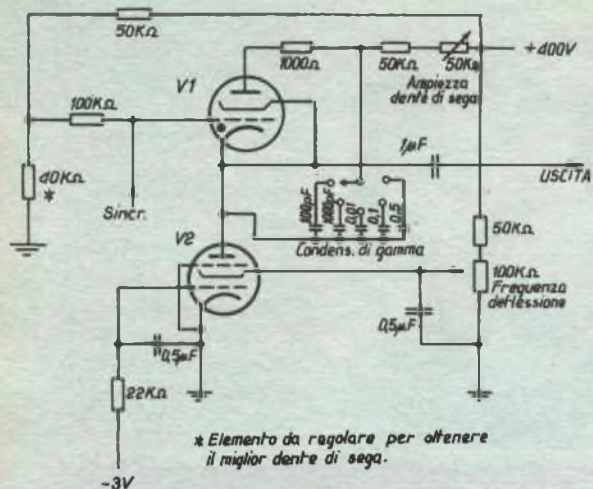 50KΩ
V1
1000Ω
50KΩ
50KΩ
+400V
Ampiezza
dente di sega
100KΩ
1µF
40KΩ
*
Sincr.
USCITA
100pF
1000pF
0,01
0,1
0,5
Condens. di gamma
V2
50KΩ
100KΩ
Frequenza
deflessione
0,5µF
0,5µF
22KΩ
* Elemento da regolare per ottenere
il miglior dente di sega.
-3V